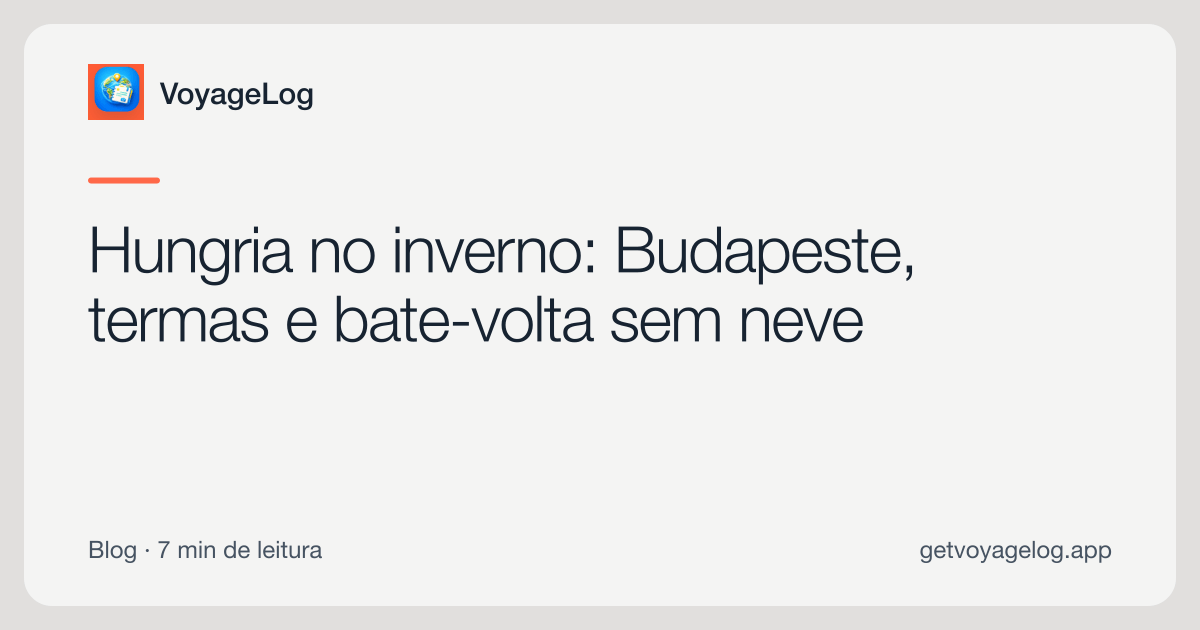 VoyageLog
Hungria no inverno: Budapeste,
termas e bate-volta sem neve
Blog · 7 min de leitura
getvoyagelog.app